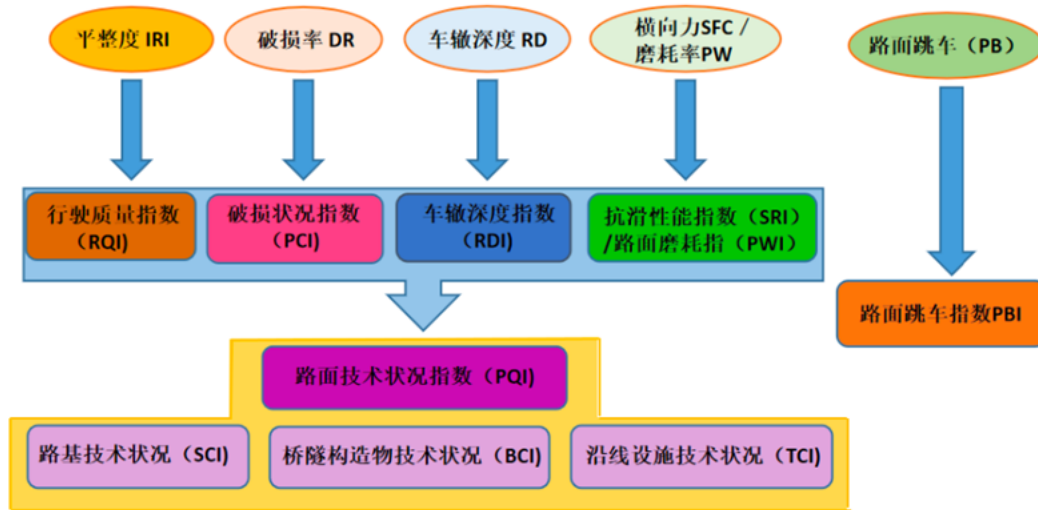 平整度 IRI
破损率 DR
车辙深度 RD
横向力SFC /
磨耗率PW
路面跳车（PB）
行驶质量指数
（RQI)
破损状况指数
（PCI)
车辙深度指数
（RDI)
抗滑性能指数（SRI）
/路面磨耗指（PWI）
路面跳车指数PBI
路面技术状况指数（PQI)
路基技术状况（SCI)
桥隧构造物技术状况（BCI)
沿线设施技术状况（TCI)